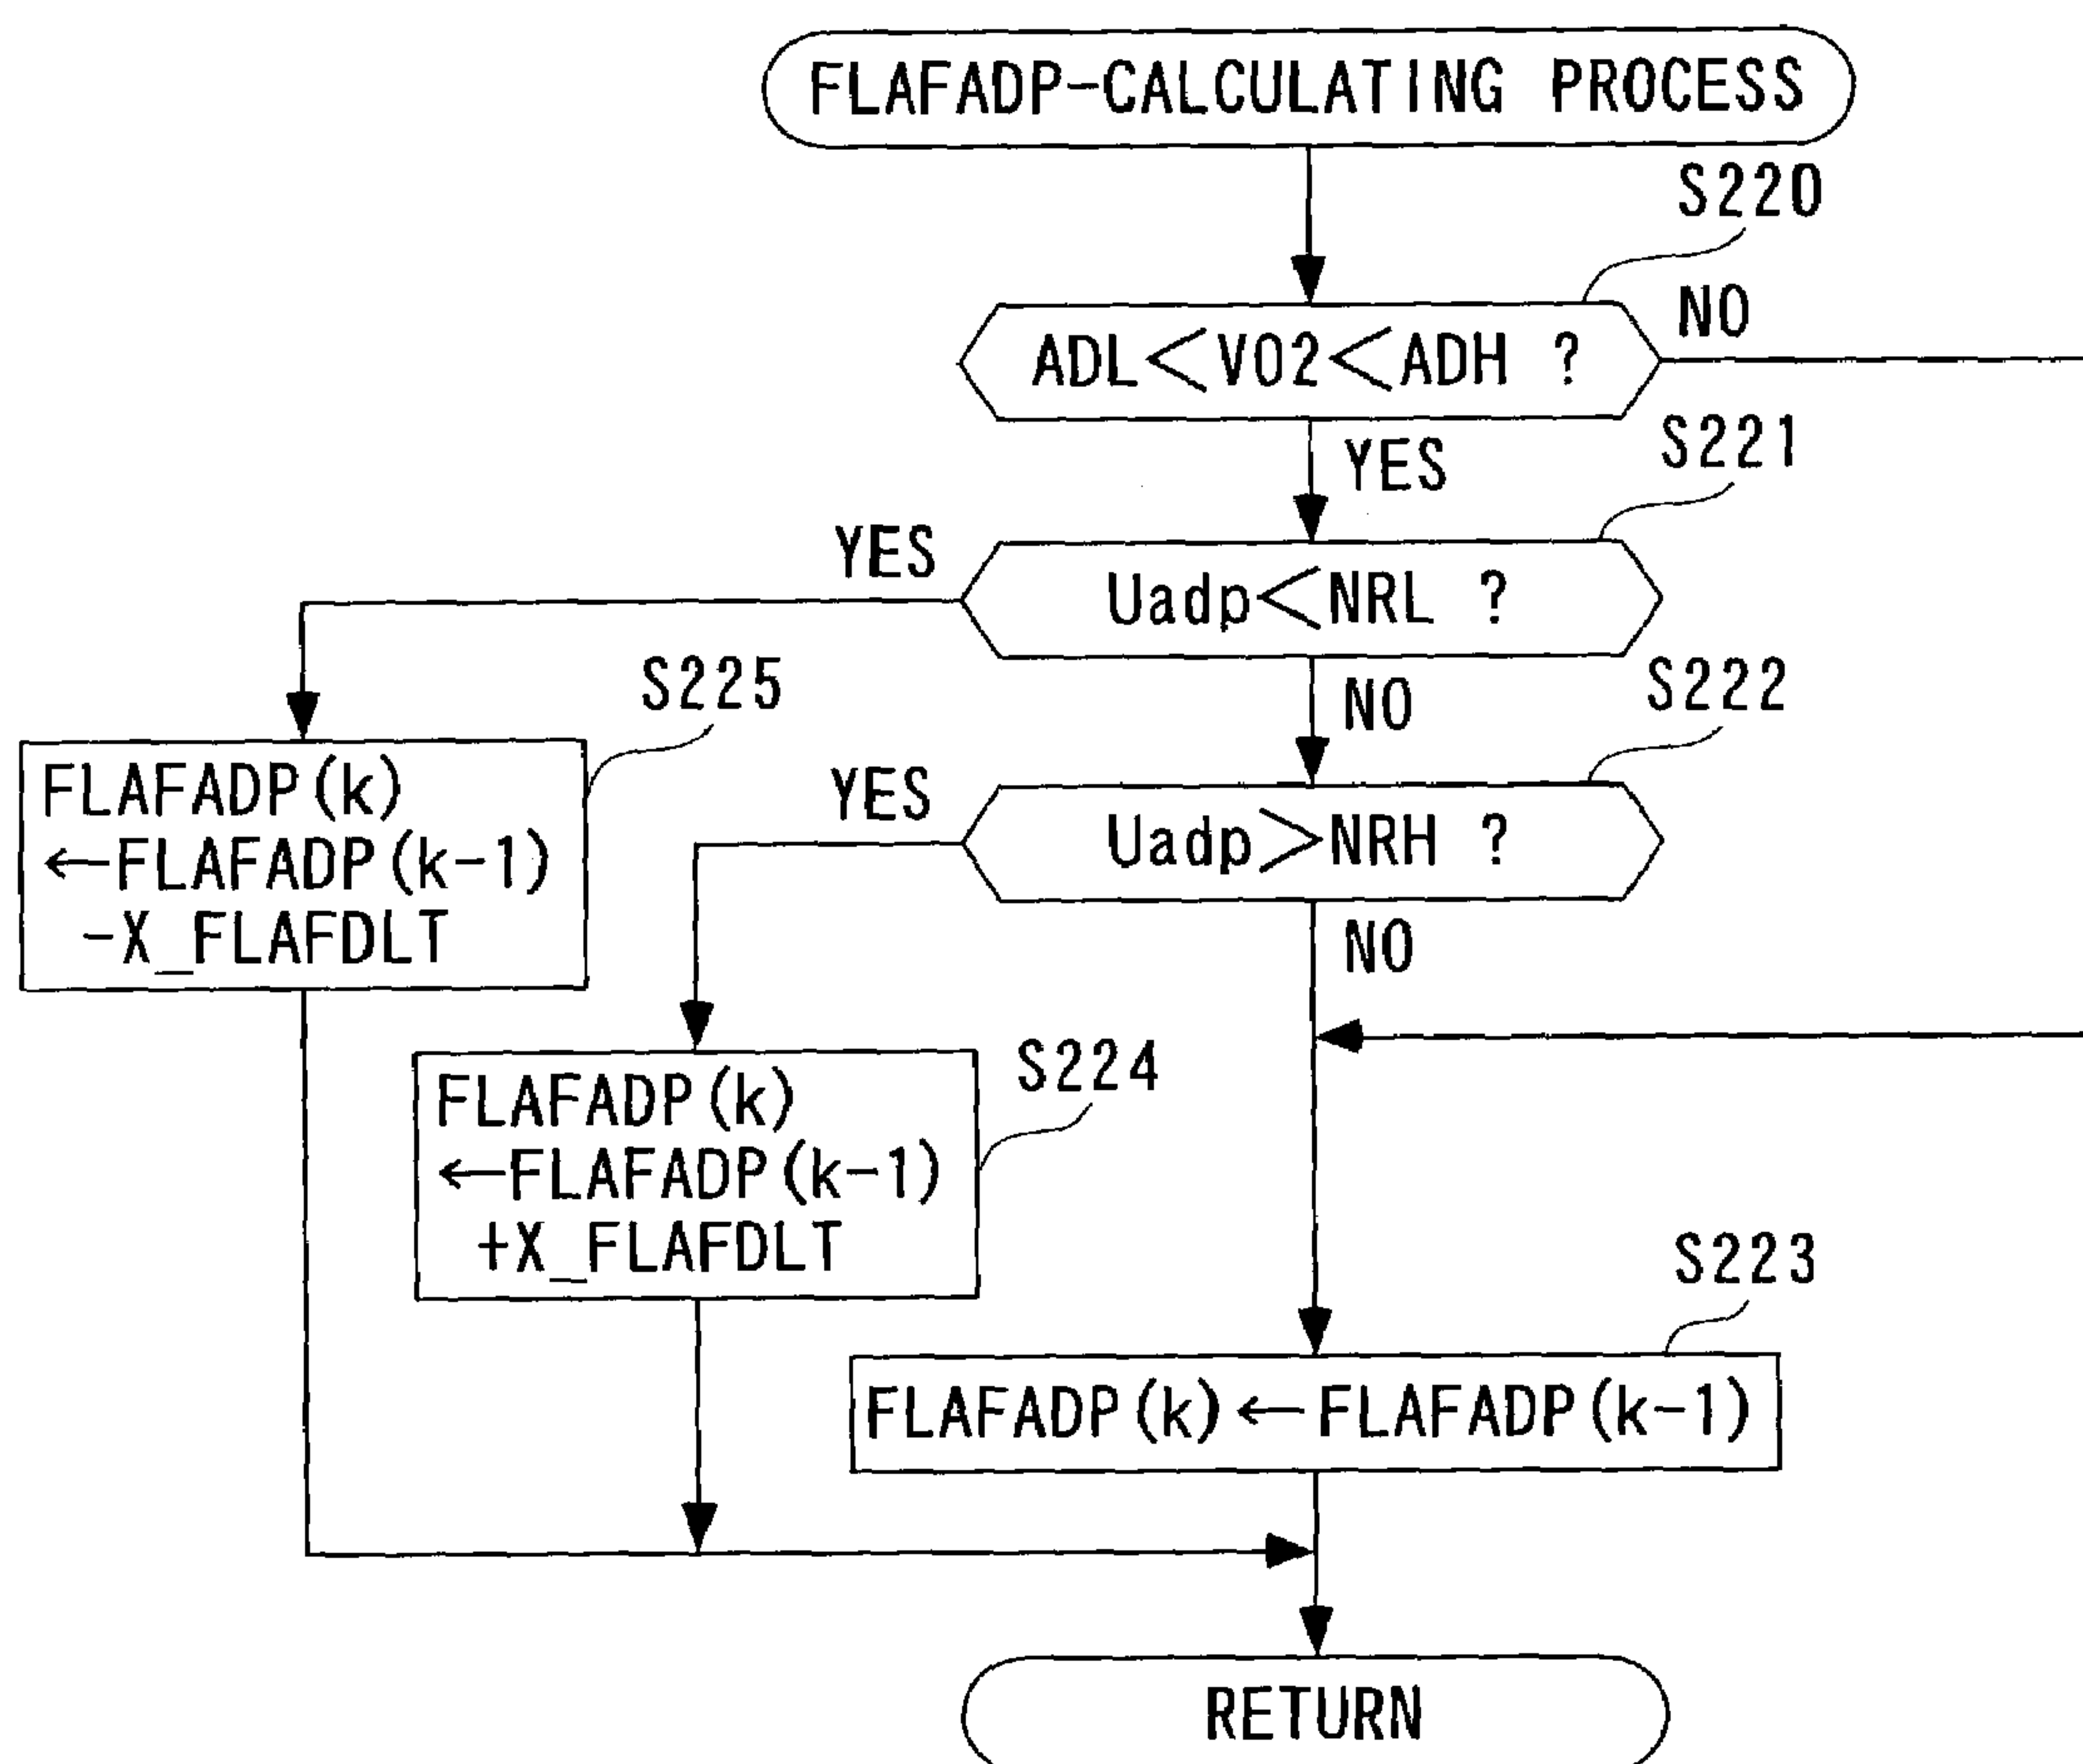 FLAFADP-CALCULATING PROCESS
S220
ADL<VO2<ADH ?
NO
YES
S221
YES
Uadp<NRL ?
NO
S225
S222
FLAFADP(k)
←FLAFADP(k-1)
-X_FLAFDLT
YES
Uadp>NRH ?
NO
S224
FLAFADP(k)
←FLAFADP(k-1)
+X_FLAFDLT
S223
FLAFADP(k)←FLAFADP(k-1)
RETURN